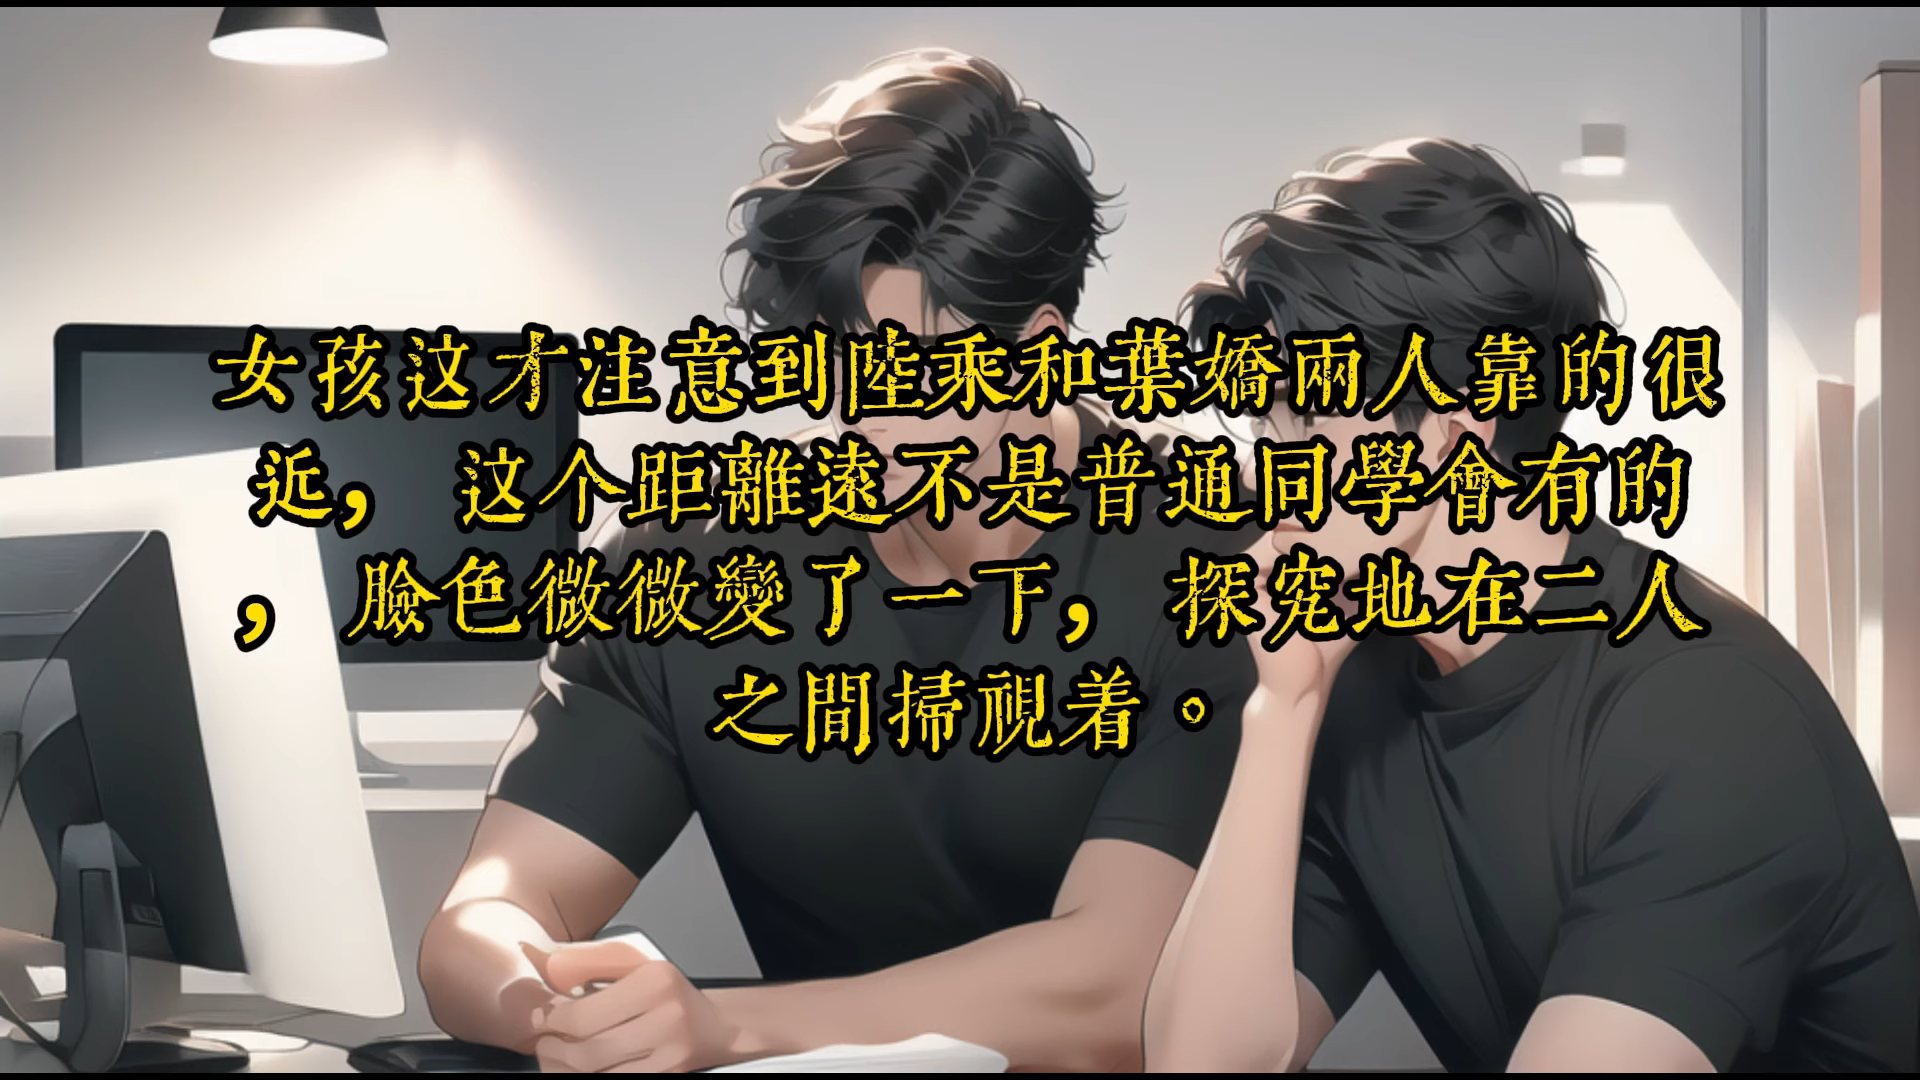 女孩这才注意到陸乘和葉嬌兩人靠的很
近，这个距離遠不是普通同學會有的
，臉色微微變了一下，探究地在二人
之間掃視着。